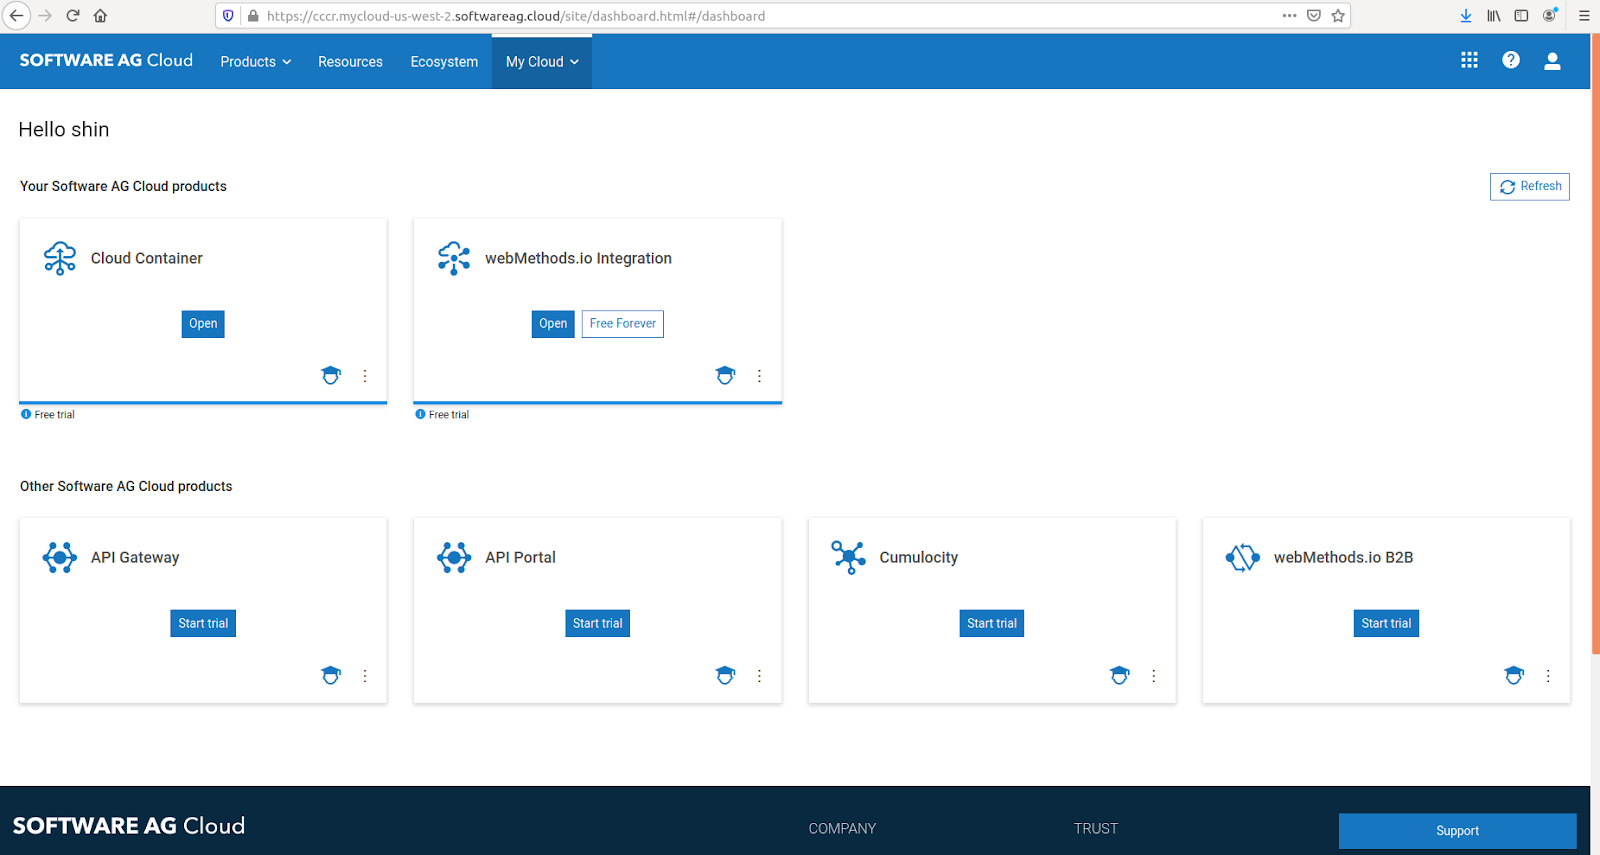 https://cccr.mycloud-us-west-2.softwareag.cloud/site/dashboard.html#/dashboard
SOFTWARE AG Cloud Products Resources Ecosystem My Cloud
Hello shin
Your Software AG Cloud products
Refresh
Cloud Container
webMethods.io Integration
Open
Open Free Forever
Free trial
Free trial
Other Software AG Cloud products
API Gateway
API Portal
Cumulocity
webMethods.io B2B
Start trial
Start trial
Start trial
Start trial
SOFTWARE AG Cloud
COMPANY
TRUST
Support